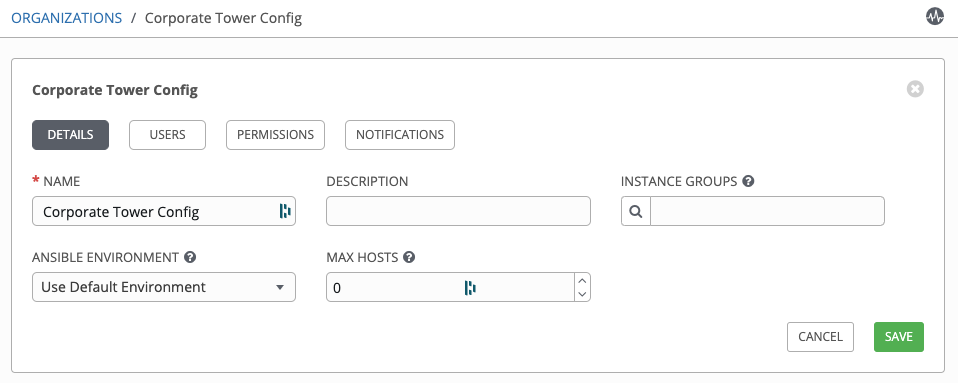 ORGANIZATIONS / Corporate Tower Config
Corporate Tower Config
DETAILS USERS PERMISSIONS NOTIFICATIONS
* NAME DESCRIPTION INSTANCE GROUPS ?
Corporate Tower Config
ANSIBLE ENVIRONMENT ? MAX HOSTS ?
Use Default Environment 0
CANCEL SAVE